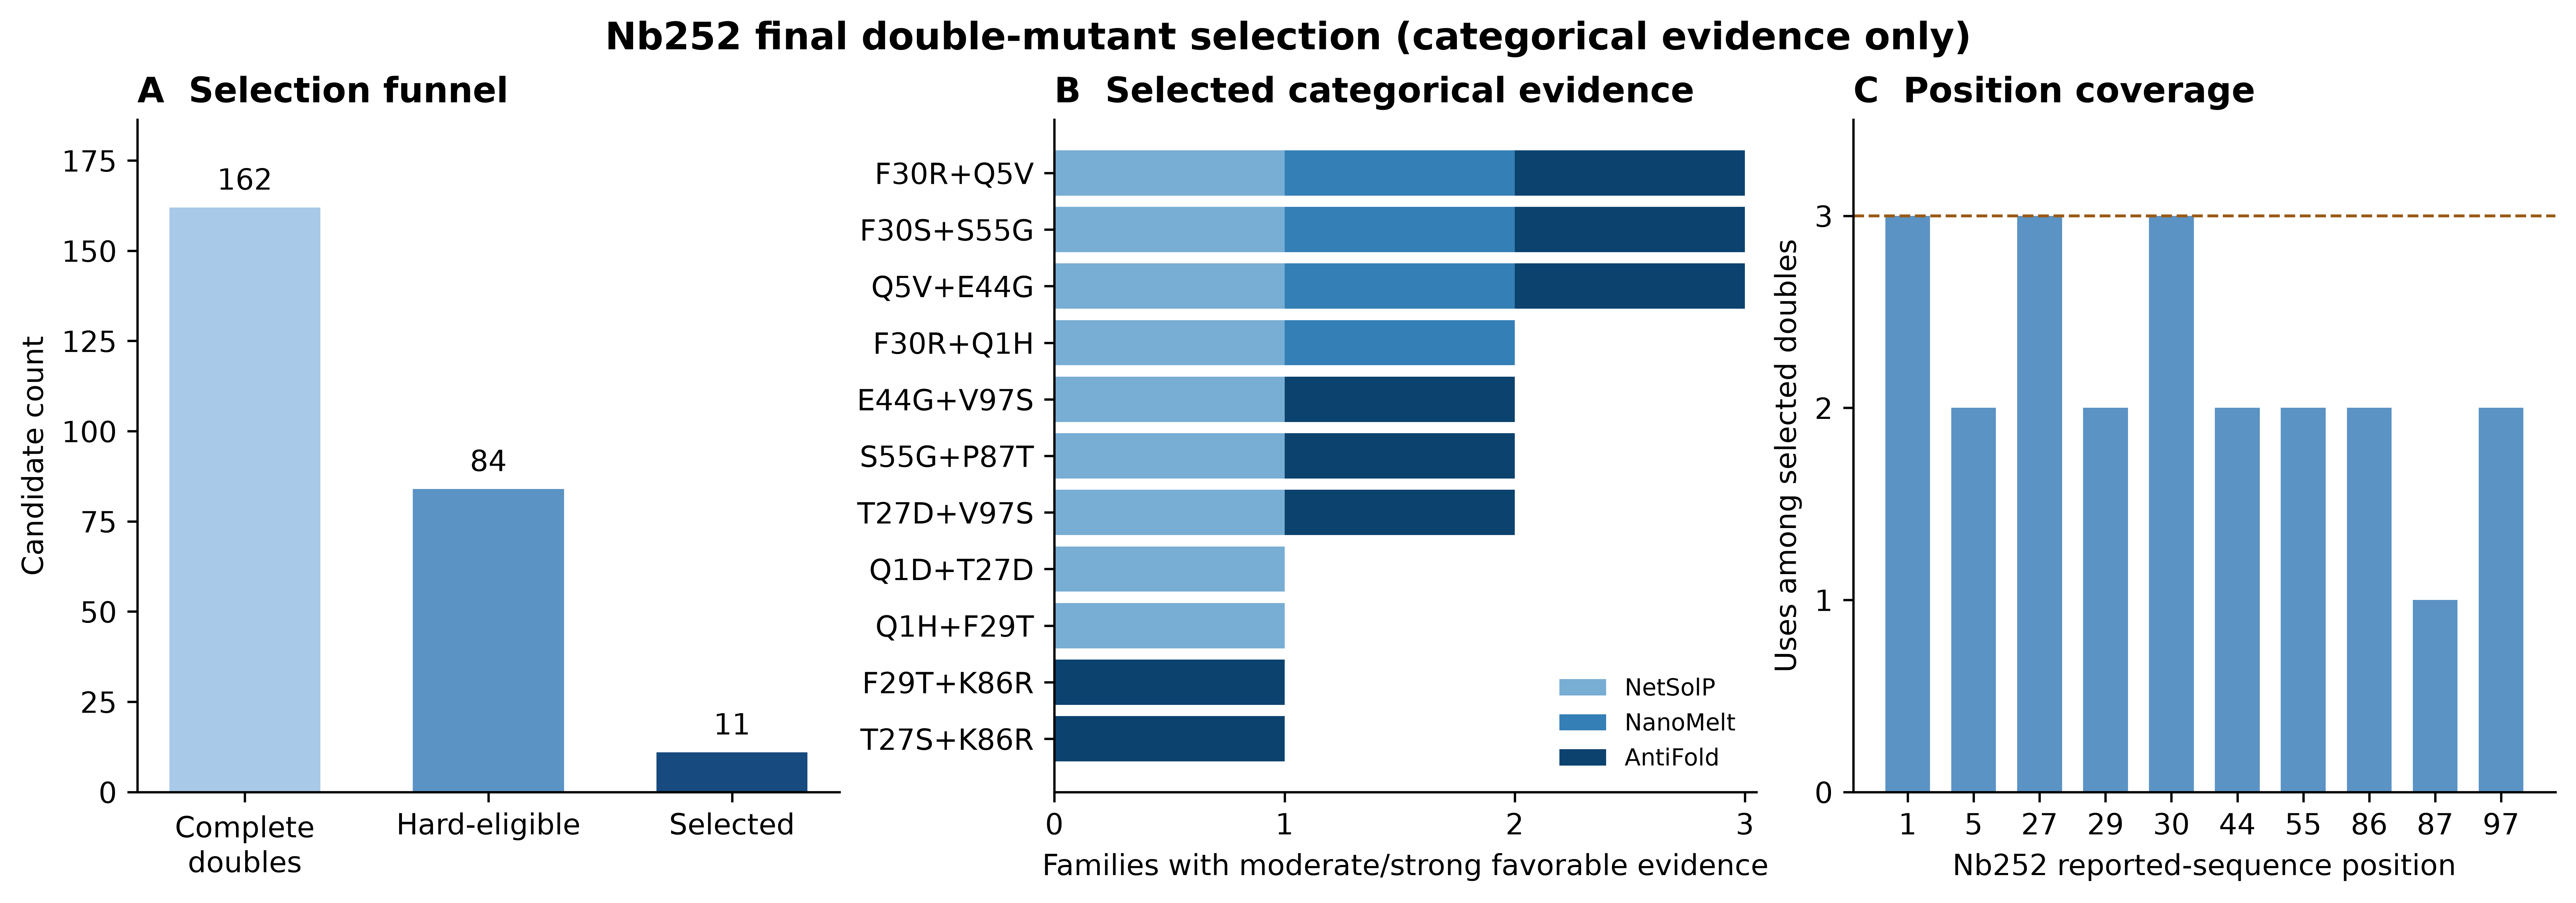 Nb252 final double-mutant selection (categorical evidence only)
A Selection funnel
Candidate count
175
150
125
100
75
50
25
0
162
84
11
Complete
doubles
Hard-eligible
Selected
B Selected categorical evidence
F30R+Q5V
F30S+S55G
Q5V+E44G
F30R+Q1H
E44G+V97S
S55G+P87T
T27D+V97S
Q1D+T27D
Q1H+F29T
F29T+K86R
T27S+K86R
NetSolP
NanoMelt
AntiFold
0 1 2 3
Families with moderate/strong favorable evidence
C Position coverage
Uses among selected doubles
3
2
1
0
1 5 27 29 30 44 55 86 87 97
Nb252 reported-sequence position